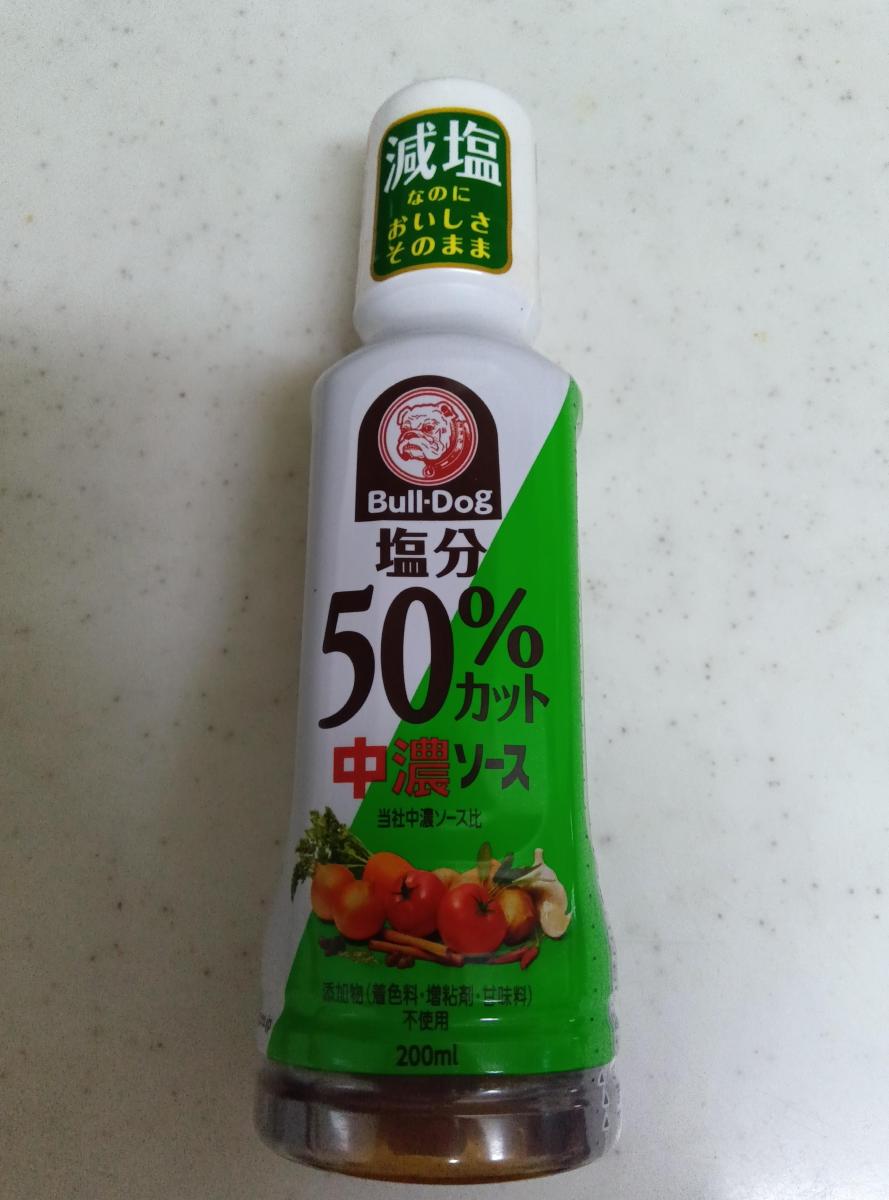 減塩
なのに
おいしさ
そのまま
Bull-Dog
塩分
50%
カット
中濃ソース
当社中濃ソース比
添加物(着色料・増粘剤・甘味料)
不使用
200ml